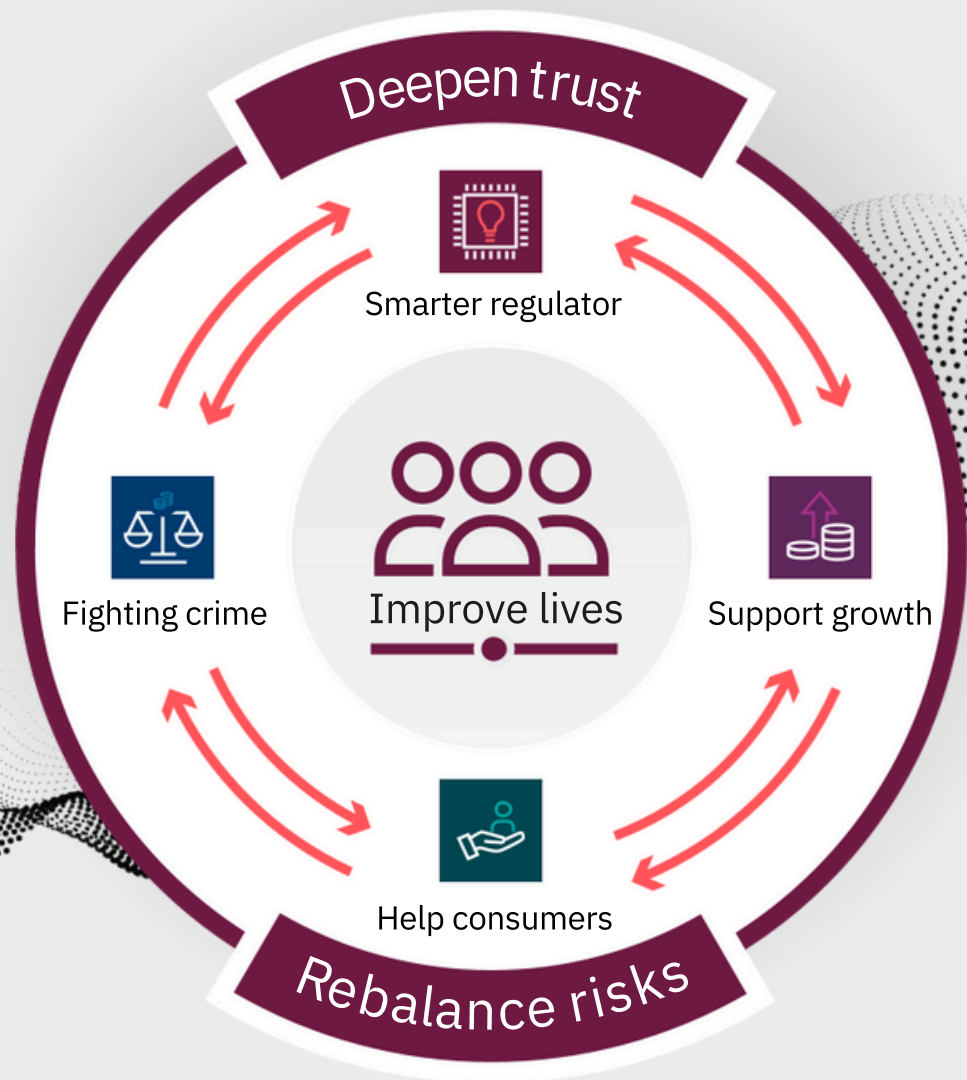 Deepen trust
Smarter regulator
Fighting crime
Improve lives
Support growth
Help consumers
Rebalance risks